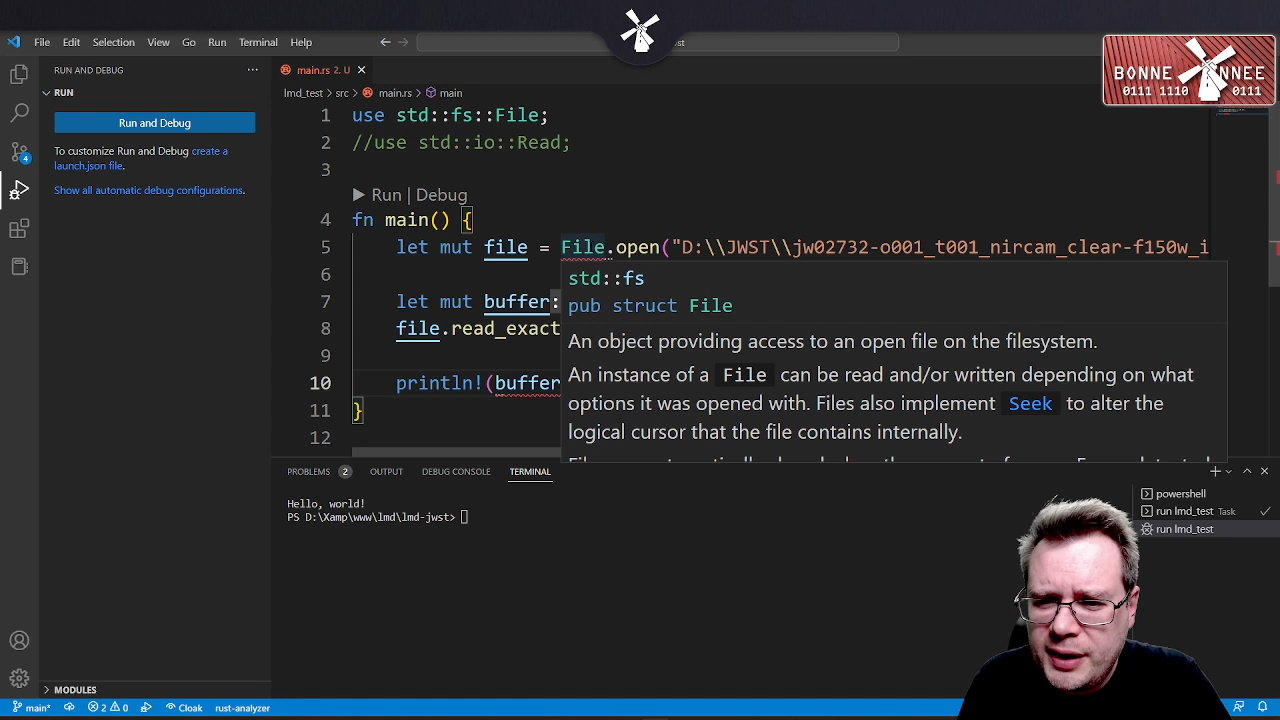 File Edit Selection View Go Run Terminal Help
st
BONNE NNEE
0111 1110 0111
RUN AND DEBUG
RUN
Run and Debug
To customize Run and Debug create a
launch.json file.
Show all automatic debug configurations.
main.rs 2, U
lmd_test > src > main.rs > main
1 use std::fs::File;
2 //use std::io::Read;
3
Run | Debug
4 fn main() {
5 let mut file = File.open("D:\\JWST\\jw02732-o001_t001_nircam_clear-f150w_i
6
7 let mut buffer:
8 file.read_exact
9
10 println!(buffer
11 }
12
std::fs
pub struct File
An object providing access to an open file on the filesystem.
An instance of a File can be read and/or written depending on what
options it was opened with. Files also implement Seek to alter the
logical cursor that the file contains internally.
PROBLEMS 2 OUTPUT DEBUG CONSOLE TERMINAL
Hello, world!
PS D:\Xamp\www\lmd\lmd-jwst>
powershell
run lmd_test Task
run lmd_test
4
MODULES
main* 2 0 Cloak rust-analyzer